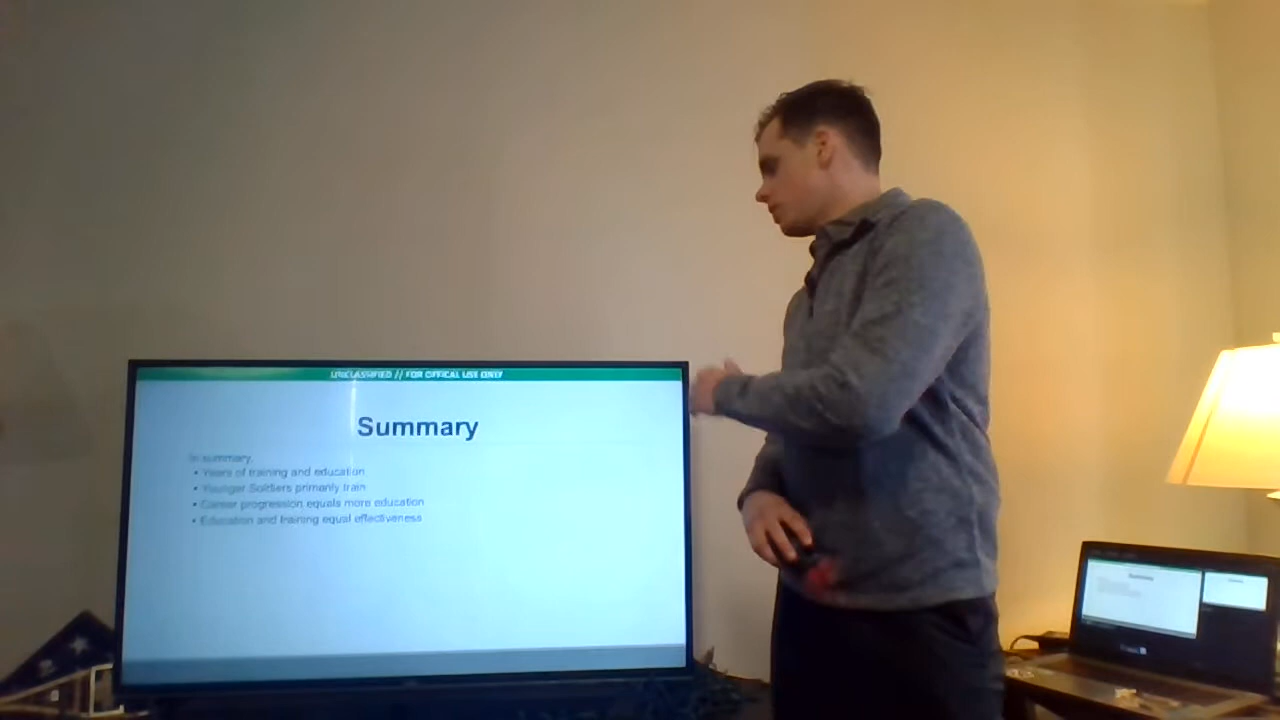 UNCLASSIFIED // FOR OFFICAL USE ONLY
Summary
In summary,
• Years of training and education
• Younger Soldiers primarily train
• Career progression equals more education
• Education and training equal effectiveness
Summary